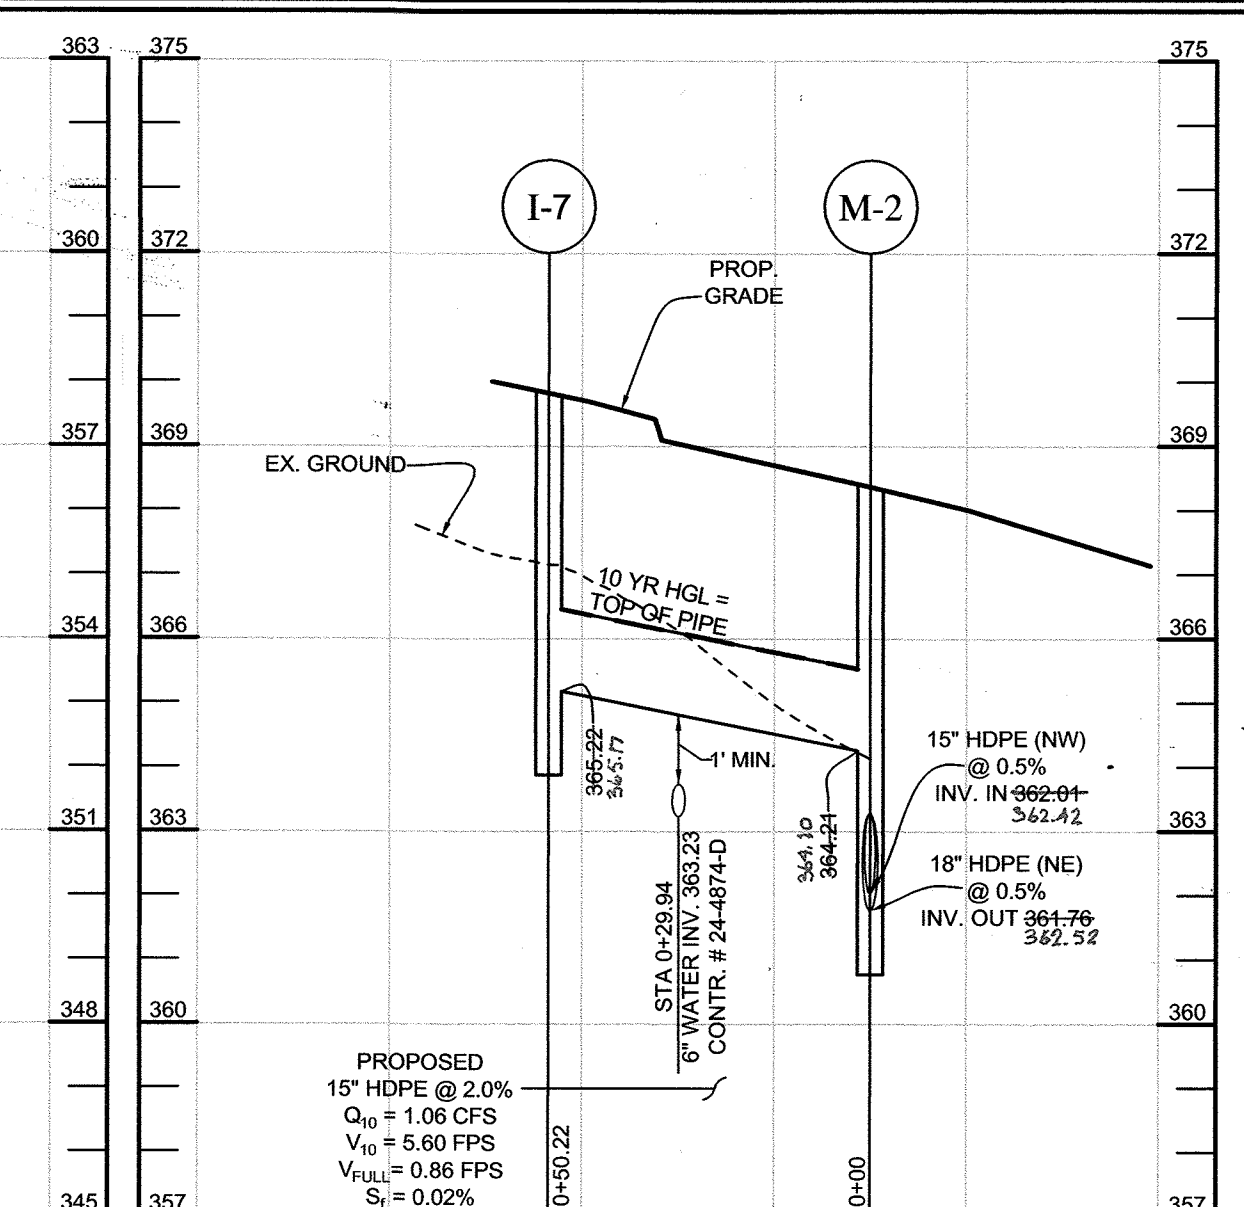 363 375 375
I-7 M-2
360 372 372
PROP.
GRADE
357 369 369
EX. GROUND
10 YR HGL =
TOP OF PIPE
354 366 366
365.22
365.17
1' MIN.
15" HDPE (NW)
@ 0.5%
INV. IN 362.01
362.42
351 363 363
364.10
364.21
18" HDPE (NE)
@ 0.5%
INV. OUT 361.76
362.52
STA 0+29.94
6" WATER INV. 363.23
CONTR. # 24-4874-D
348 360 360
PROPOSED
15" HDPE @ 2.0%
Q10 = 1.06 CFS
V10 = 5.60 FPS
VFULL = 0.86 FPS
Sf = 0.02%
0+50.22
0+00
345 357 357